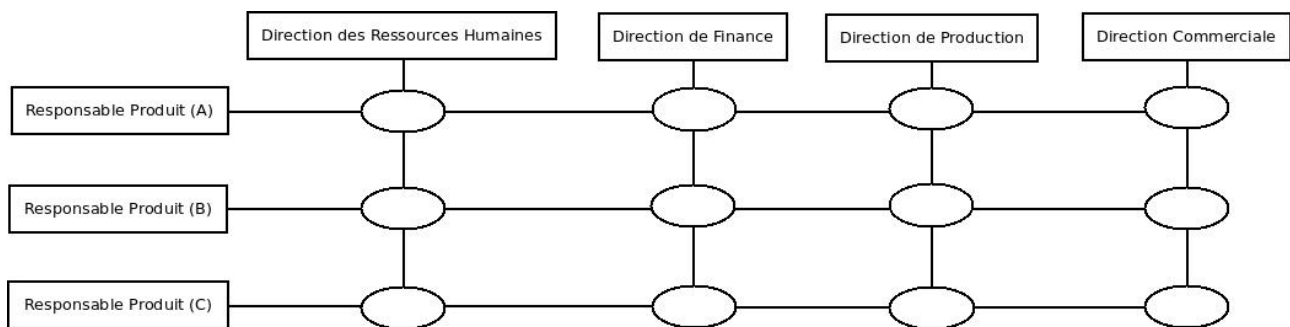 Direction des Ressources Humaines
Direction de Finance
Direction de Production
Direction Commerciale
Responsable Produit (A)
Responsable Produit (B)
Responsable Produit (C)